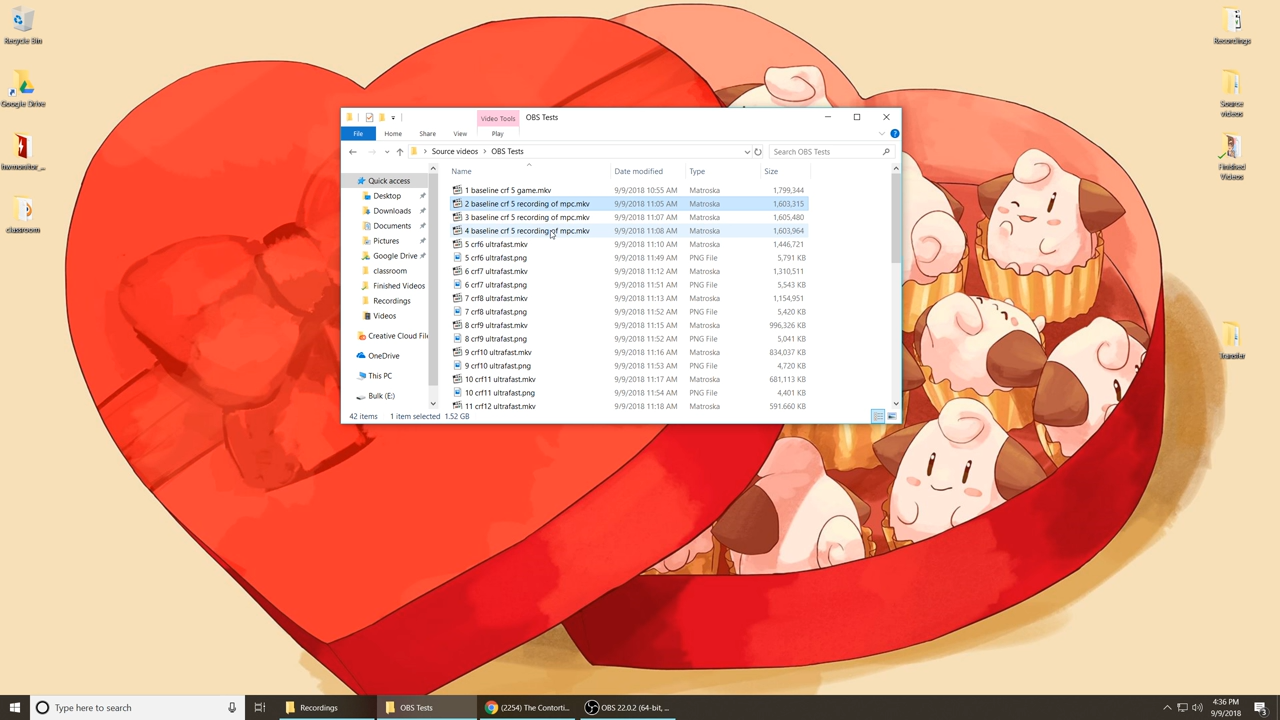 Recycle Bin
Google Drive
hwmonitor_...
classroom
Recordings
Source
videos
Finished
Videos
Transfer
Video Tools
OBS Tests
File
Home
Share
View
Play
Source videos
OBS Tests
Search OBS Tests
Name
Date modified
Type
Size
Quick access
Desktop
Downloads
Documents
Pictures
Google Drive
classroom
Finished Videos
Recordings
Videos
Creative Cloud Fil
OneDrive
This PC
Bulk (E:)
1 baseline crf 5 game.mkv 9/9/2018 10:55 AM Matroska 1,799,344
2 baseline crf 5 recording of mpc.mkv 9/9/2018 11:05 AM Matroska 1,603,315
3 baseline crf 5 recording of mpc.mkv 9/9/2018 11:07 AM Matroska 1,605,480
4 baseline crf 5 recording of mpc.mkv 9/9/2018 11:08 AM Matroska 1,603,964
5 crf6 ultrafast.mkv 9/9/2018 11:10 AM Matroska 1,446,721
5 crf6 ultrafast.png 9/9/2018 11:49 AM PNG File 5,791 KB
6 crf7 ultrafast.mkv 9/9/2018 11:12 AM Matroska 1,310,511
6 crf7 ultrafast.png 9/9/2018 11:51 AM PNG File 5,543 KB
7 crf8 ultrafast.mkv 9/9/2018 11:13 AM Matroska 1,154,951
7 crf8 ultrafast.png 9/9/2018 11:52 AM PNG File 5,420 KB
8 crf9 ultrafast.mkv 9/9/2018 11:15 AM Matroska 996,326 KB
8 crf9 ultrafast.png 9/9/2018 11:52 AM PNG File 5,041 KB
9 crf10 ultrafast.mkv 9/9/2018 11:16 AM Matroska 834,037 KB
9 crf10 ultrafast.png 9/9/2018 11:53 AM PNG File 4,720 KB
10 crf11 ultrafast.mkv 9/9/2018 11:17 AM Matroska 681,113 KB
10 crf11 ultrafast.png 9/9/2018 11:54 AM PNG File 4,401 KB
11 crf12 ultrafast.mkv 9/9/2018 11:18 AM Matroska 591,660 KB
42 items 1 item selected 1.52 GB
Type here to search
Recordings
OBS Tests
(2254) The Contorti...
OBS 22.0.2 (64-bit, ...
4:36 PM
9/9/2018
3